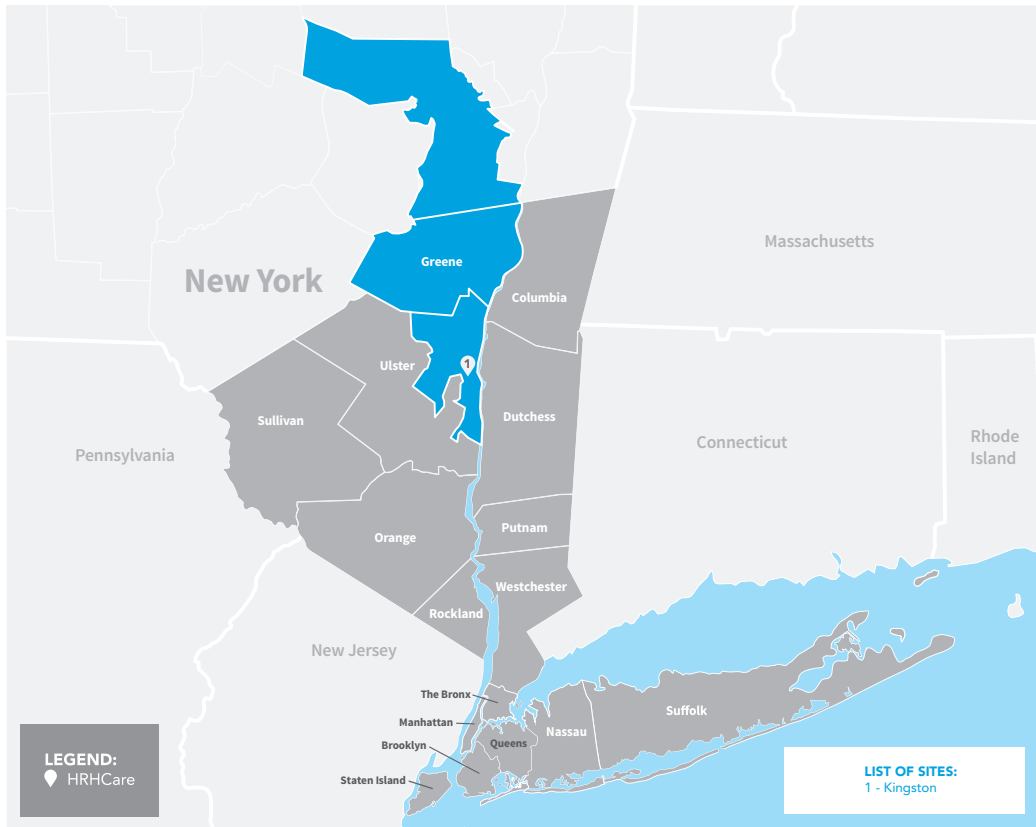 Massachusetts
Greene
New York
Columbia
Ulster
1
Sullivan
Dutchess
Rhode
Island
Connecticut
Pennsylvania
Putnam
Orange
Westchester
Rockland
New Jersey
The Bronx
Suffolk
Manhattan
Nassau
Brooklyn
Queens
Staten Island
LEGEND:
HRHCare
LIST OF SITES:
1 - Kingston